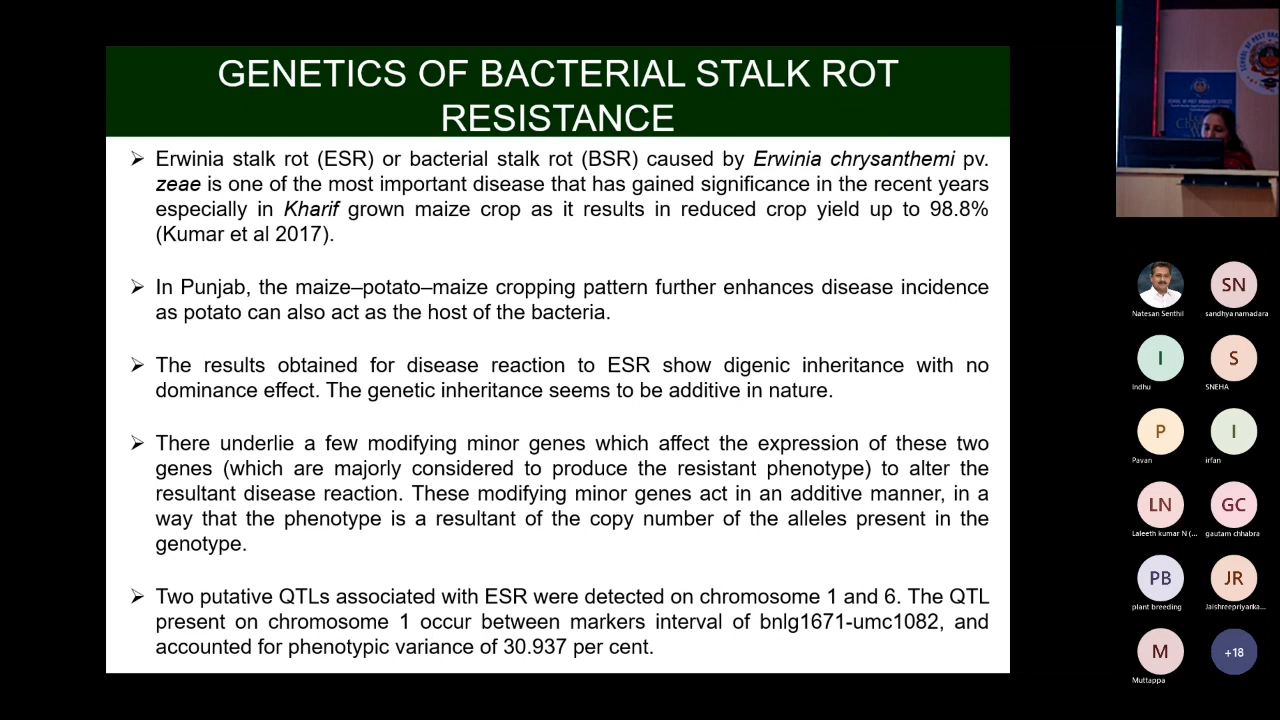 GENETICS OF BACTERIAL STALK ROT
RESISTANCE
➢ Erwinia stalk rot (ESR) or bacterial stalk rot (BSR) caused by Erwinia chrysanthemi pv.
zeae is one of the most important disease that has gained significance in the recent years
especially in Kharif grown maize crop as it results in reduced crop yield up to 98.8%
(Kumar et al 2017).
➢ In Punjab, the maize–potato–maize cropping pattern further enhances disease incidence
as potato can also act as the host of the bacteria.
➢ The results obtained for disease reaction to ESR show digenic inheritance with no
dominance effect. The genetic inheritance seems to be additive in nature.
➢ There underlie a few modifying minor genes which affect the expression of these two
genes (which are majorly considered to produce the resistant phenotype) to alter the
resultant disease reaction. These modifying minor genes act in an additive manner, in a
way that the phenotype is a resultant of the copy number of the alleles present in the
genotype.
➢ Two putative QTLs associated with ESR were detected on chromosome 1 and 6. The QTL
present on chromosome 1 occur between markers interval of bnlg1671-umc1082, and
accounted for phenotypic variance of 30.937 per cent.
SCHOOL OF POST GRADUATE STUDIES
Natesan Senthil
SN
sandhya namadara
I
Indhu
S
SNEHA
P
Pavan
I
irfan
LN
Laleeth kumar N (...
GC
gautam chhabra
PB
plant breeding
JR
Jaishreepriyanka...
M
Muttappa
+18